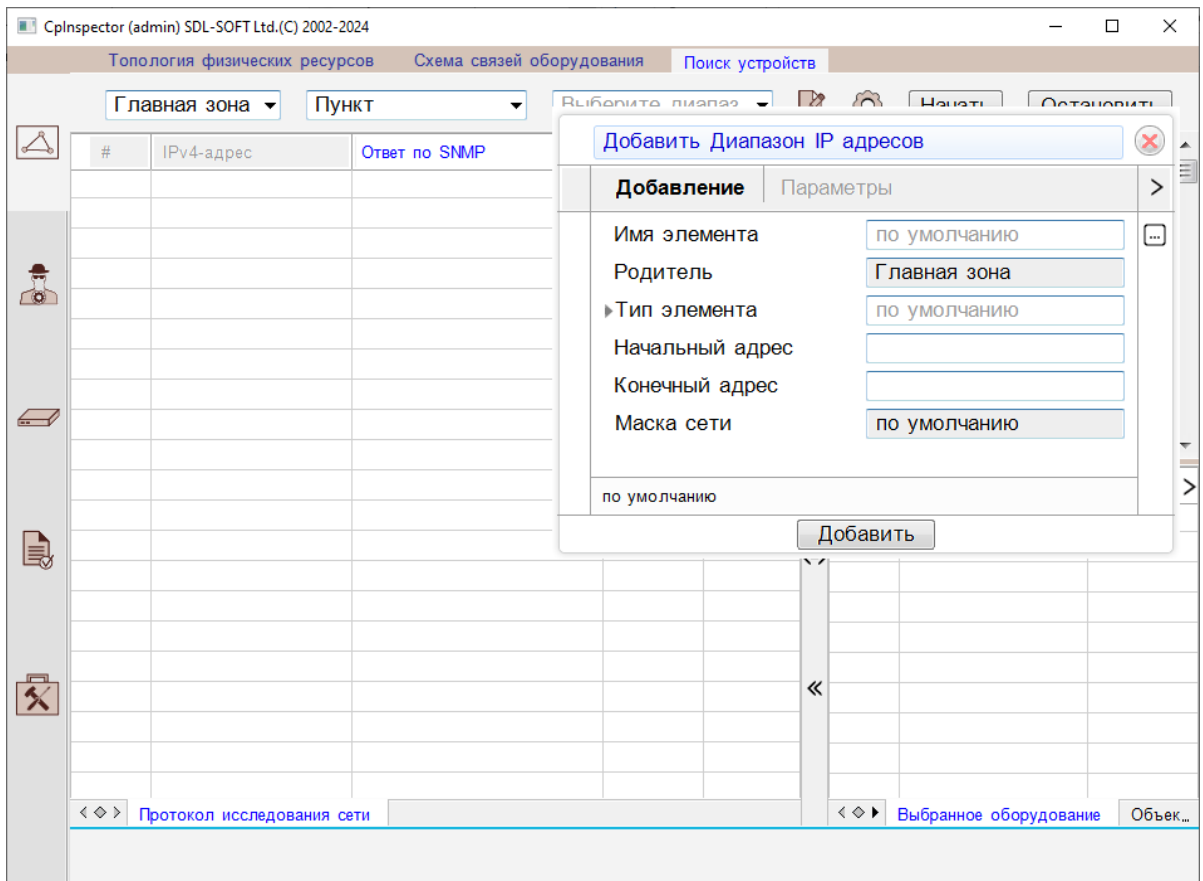 CpInspector (admin) SDL-SOFT Ltd.(C) 2002-2024
Топология физических ресурсов Схема связей оборудования Поиск устройств
Главная зона Пункт Выберите диапаз Начать Остановить
# IPv4-адрес Ответ по SNMP
Добавить Диапазон IP адресов
Добавление Параметры
Имя элемента по умолчанию
Родитель Главная зона
Тип элемента по умолчанию
Начальный адрес
Конечный адрес
Маска сети по умолчанию
по умолчанию
Добавить
Протокол исследования сети Выбранное оборудование Объек...